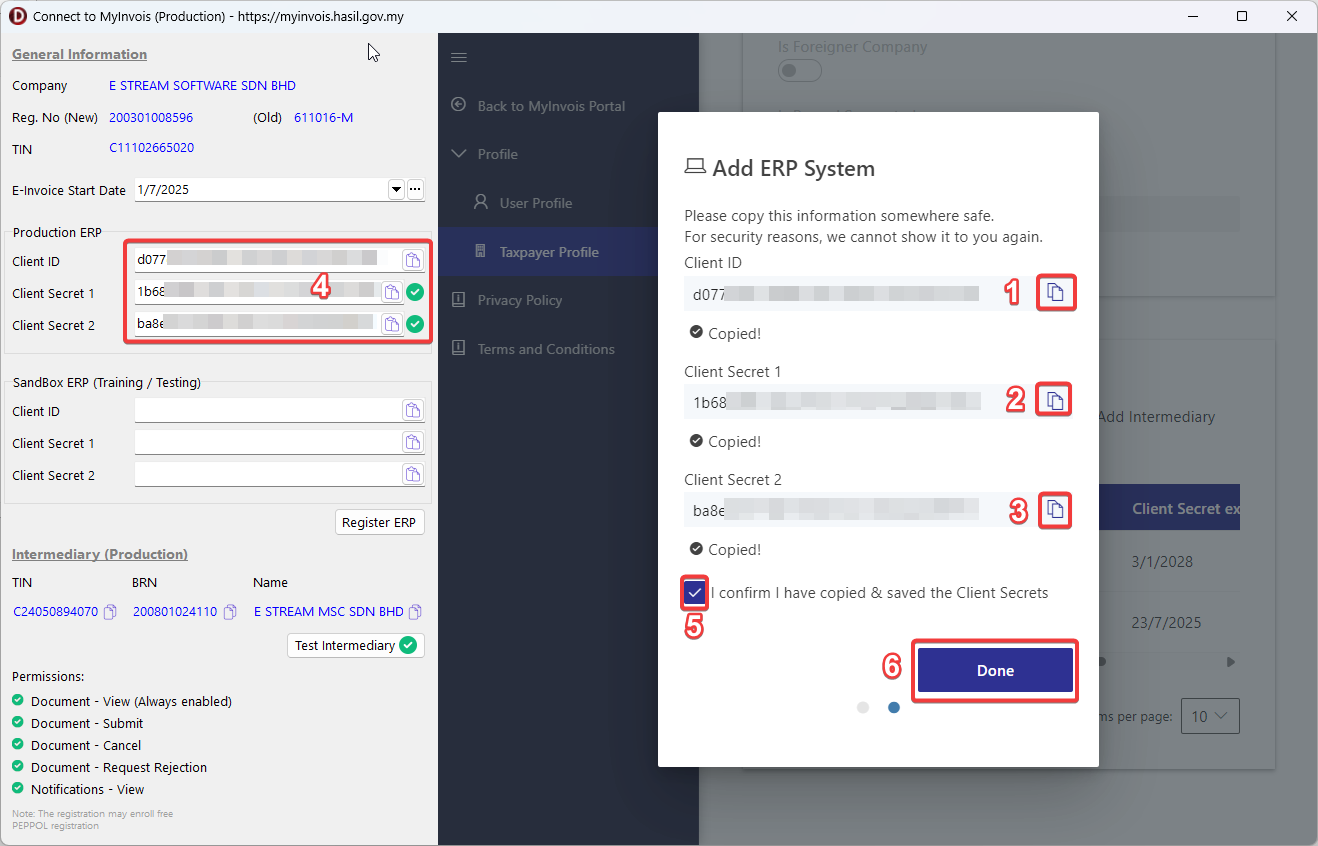 Connect to MyInvois (Production) - https://myinvois.hasil.gov.my
General Information
Company E STREAM SOFTWARE SDN BHD
Reg. No (New) 200301008596 (Old) 611016-M
TIN C11102665020
E-Invoice Start Date 1/7/2025
Production ERP
Client ID d077
Client Secret 1 1b68
Client Secret 2 ba8e
4
SandBox ERP (Training / Testing)
Client ID
Client Secret 1
Client Secret 2
Register ERP
Intermediary (Production)
TIN BRN Name
C24050894070 200801024110 E STREAM MSC SDN BHD
Test Intermediary
Permissions:
Document - View (Always enabled)
Document - Submit
Document - Cancel
Document - Request Rejection
Notifications - View
Note: The registration may enroll free
PEPPOL registration
Back to MyInvois Portal
Profile
User Profile
Taxpayer Profile
Privacy Policy
Terms and Conditions
Is Foreigner Company
Add ERP System
Please copy this information somewhere safe.
For security reasons, we cannot show it to you again.
Client ID
d077 1
Copied!
Client Secret 1
1b68 2
Copied!
Client Secret 2
ba8e 3
Copied!
I confirm I have copied & saved the Client Secrets
5
6 Done
Add Intermediary
Client Secret ex
3/1/2028
23/7/2025
ms per page: 10